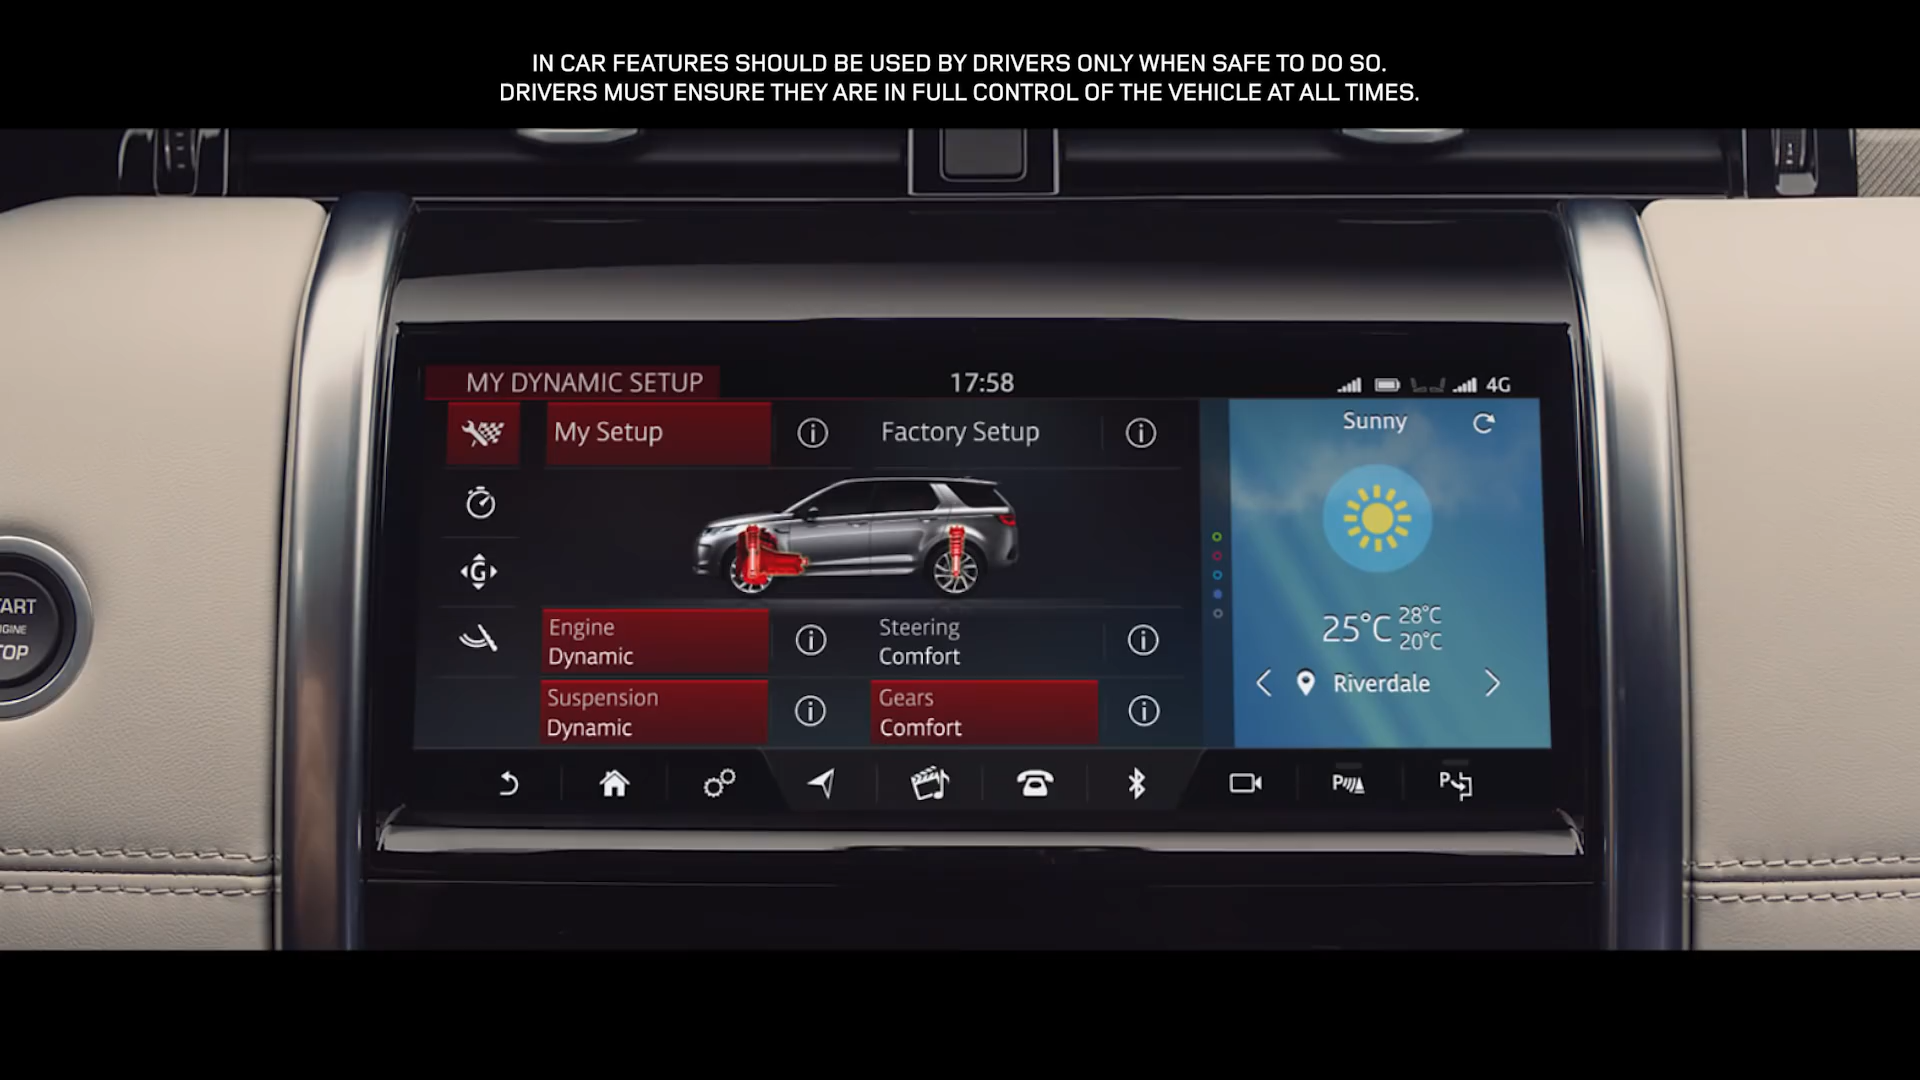 IN CAR FEATURES SHOULD BE USED BY DRIVERS ONLY WHEN SAFE TO DO SO.
DRIVERS MUST ENSURE THEY ARE IN FULL CONTROL OF THE VEHICLE AT ALL TIMES.
MY DYNAMIC SETUP
17:58
4G
My Setup
Factory Setup
Sunny
G
25°C
28°C
20°C
Riverdale
Engine
Dynamic
Steering
Comfort
Suspension
Dynamic
Gears
Comfort
P
P